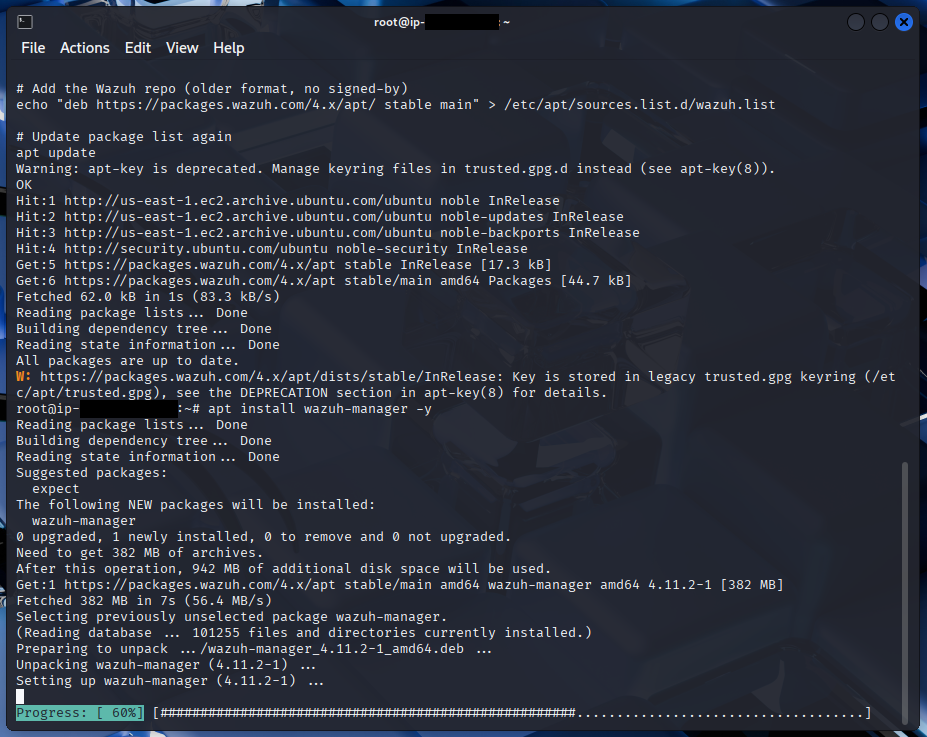 root@ip- : ~
File Actions Edit View Help
# Add the Wazuh repo (older format, no signed-by)
echo "deb https://packages.wazuh.com/4.x/apt/ stable main" > /etc/apt/sources.list.d/wazuh.list
# Update package list again
apt update
Warning: apt-key is deprecated. Manage keyring files in trusted.gpg.d instead (see apt-key(8)).
OK
Hit:1 http://us-east-1.ec2.archive.ubuntu.com/ubuntu noble InRelease
Hit:2 http://us-east-1.ec2.archive.ubuntu.com/ubuntu noble-updates InRelease
Hit:3 http://us-east-1.ec2.archive.ubuntu.com/ubuntu noble-backports InRelease
Hit:4 http://security.ubuntu.com/ubuntu noble-security InRelease
Get:5 https://packages.wazuh.com/4.x/apt stable InRelease [17.3 kB]
Get:6 https://packages.wazuh.com/4.x/apt stable/main amd64 Packages [44.7 kB]
Fetched 62.0 kB in 1s (83.3 kB/s)
Reading package lists... Done
Building dependency tree... Done
Reading state information... Done
All packages are up to date.
W: https://packages.wazuh.com/4.x/apt/dists/stable/InRelease: Key is stored in legacy trusted.gpg keyring (/et
c/apt/trusted.gpg), see the DEPRECATION section in apt-key(8) for details.
root@ip- :~# apt install wazuh-manager -y
Reading package lists... Done
Building dependency tree... Done
Reading state information... Done
Suggested packages:
  expect
The following NEW packages will be installed:
  wazuh-manager
0 upgraded, 1 newly installed, 0 to remove and 0 not upgraded.
Need to get 382 MB of archives.
After this operation, 942 MB of additional disk space will be used.
Get:1 https://packages.wazuh.com/4.x/apt stable/main amd64 wazuh-manager amd64 4.11.2-1 [382 MB]
Fetched 382 MB in 7s (56.4 MB/s)
Selecting previously unselected package wazuh-manager.
(Reading database ... 101255 files and directories currently installed.)
Preparing to unpack .../wazuh-manager_4.11.2-1_amd64.deb ...
Unpacking wazuh-manager (4.11.2-1) ...
Setting up wazuh-manager (4.11.2-1) ...
Progress: [ 60%] [####################################################....................................]